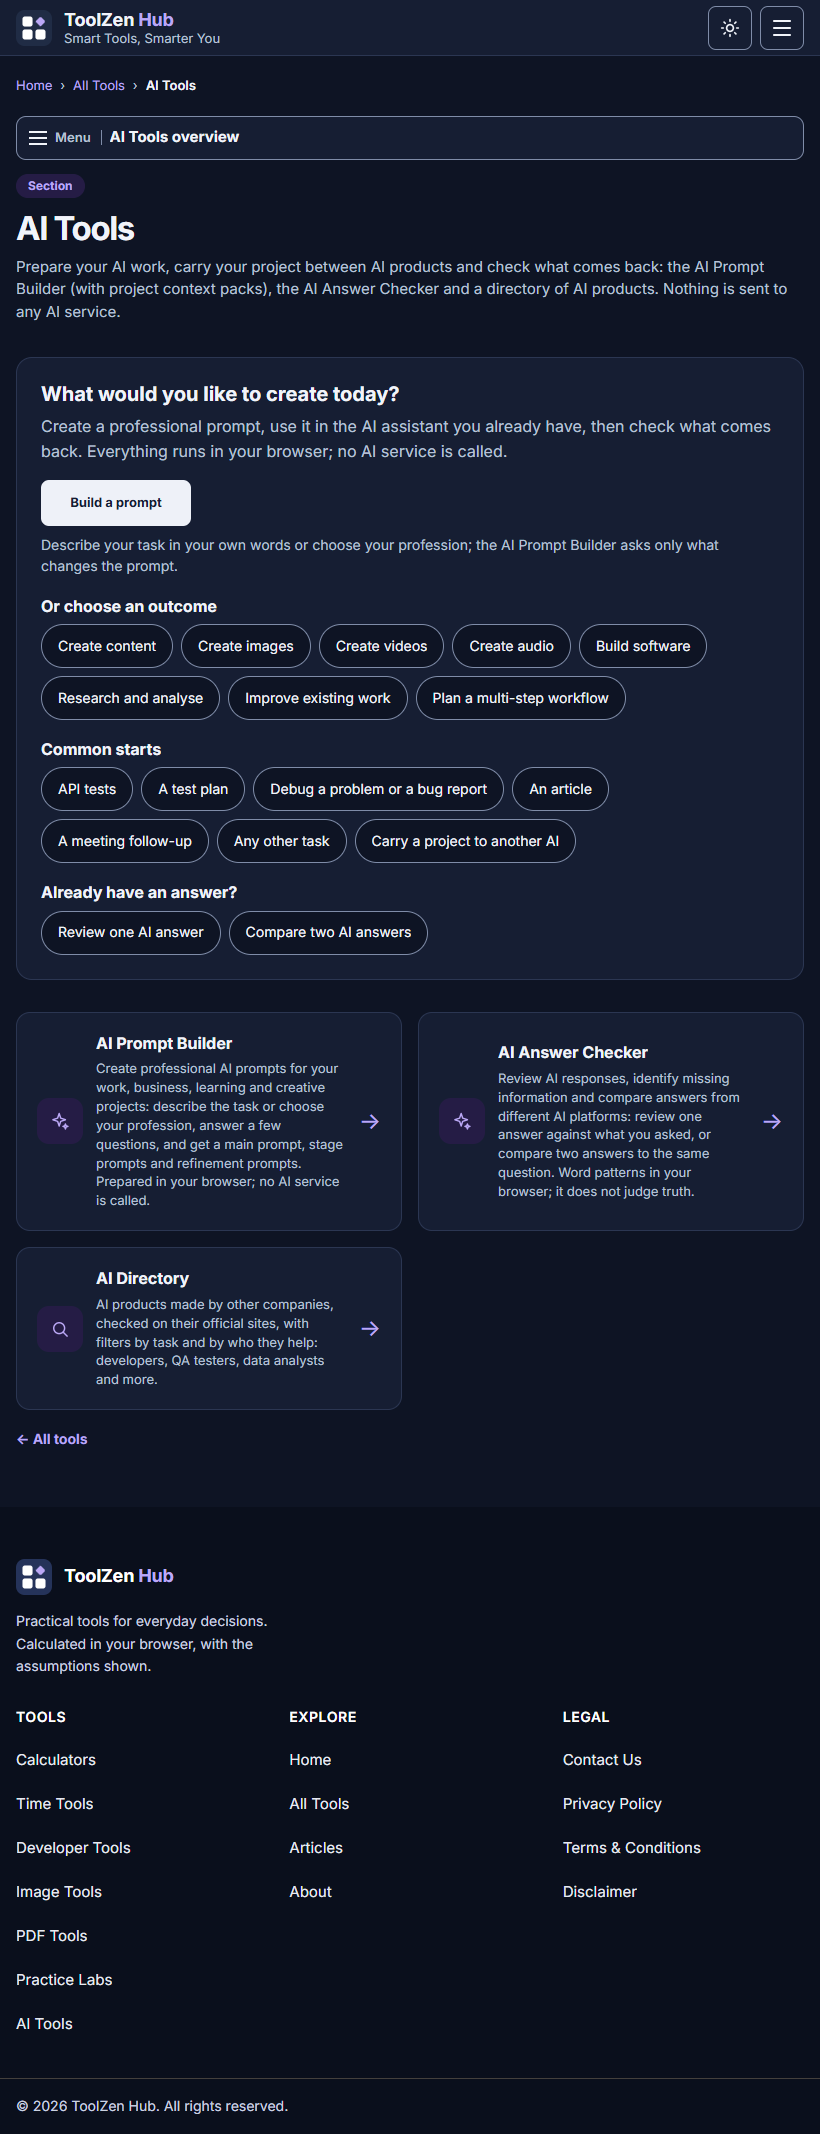 ToolZen Hub
Smart Tools, Smarter You
Home › All Tools › AI Tools
Menu | AI Tools overview
Section
AI Tools
Prepare your AI work, carry your project between AI products and check what comes back: the AI Prompt
Builder (with project context packs), the AI Answer Checker and a directory of AI products. Nothing is sent to
any AI service.
What would you like to create today?
Create a professional prompt, use it in the AI assistant you already have, then check what comes
back. Everything runs in your browser; no AI service is called.
Build a prompt
Describe your task in your own words or choose your profession; the AI Prompt Builder asks only what
changes the prompt.
Or choose an outcome
Create content
Create images
Create videos
Create audio
Build software
Research and analyse
Improve existing work
Plan a multi-step workflow
Common starts
API tests
A test plan
Debug a problem or a bug report
An article
A meeting follow-up
Any other task
Carry a project to another AI
Already have an answer?
Review one AI answer
Compare two AI answers
AI Prompt Builder
Create professional AI prompts for your
work, business, learning and creative
projects: describe the task or choose
your profession, answer a few
questions, and get a main prompt, stage
prompts and refinement prompts.
Prepared in your browser; no AI service
is called.
→
AI Answer Checker
Review AI responses, identify missing
information and compare answers from
different AI platforms: review one
answer against what you asked, or
compare two answers to the same
question. Word patterns in your
browser; it does not judge truth.
→
AI Directory
AI products made by other companies,
checked on their official sites, with
filters by task and by who they help:
developers, QA testers, data analysts
and more.
→
← All tools
ToolZen Hub
Practical tools for everyday decisions.
Calculated in your browser, with the
assumptions shown.
TOOLS
Calculators
Time Tools
Developer Tools
Image Tools
PDF Tools
Practice Labs
AI Tools
EXPLORE
Home
All Tools
Articles
About
LEGAL
Contact Us
Privacy Policy
Terms & Conditions
Disclaimer
© 2026 ToolZen Hub. All rights reserved.